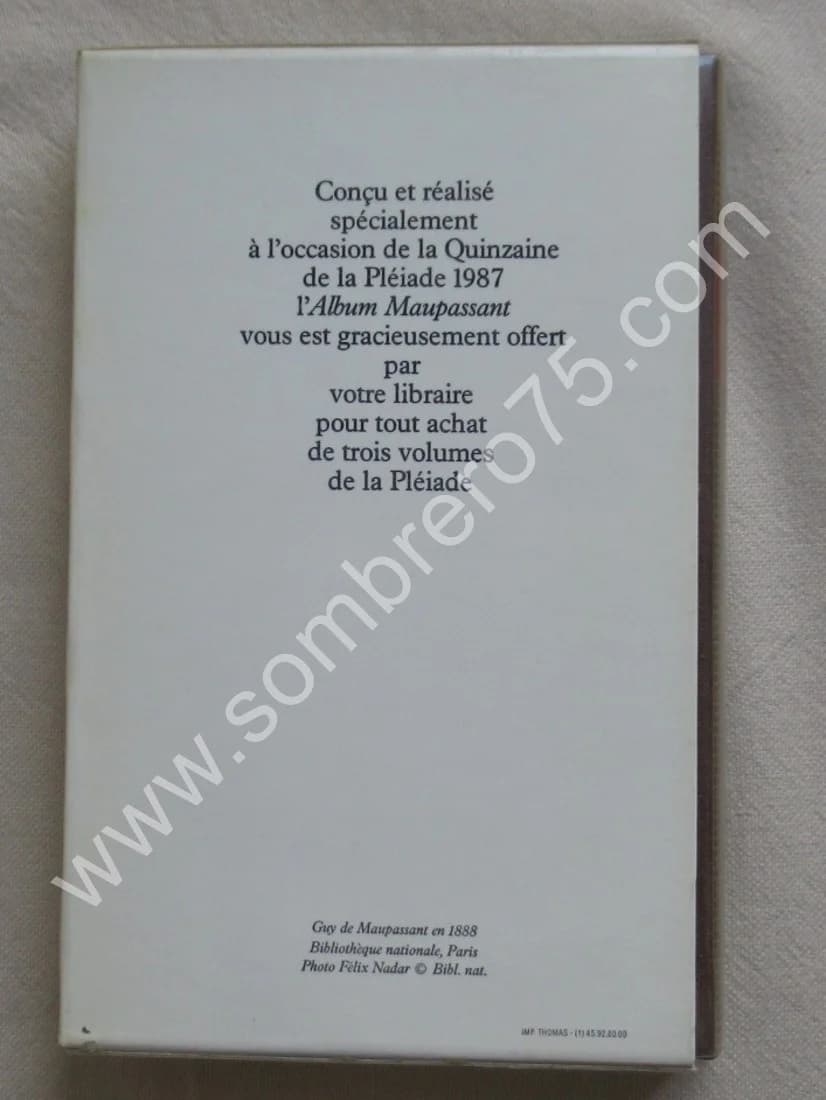 Conçu et réalisé
spécialement
à l'occasion de la Quinzaine
de la Pléiade 1987
l'Album Maupassant
vous est gracieusement offert
par
votre libraire
pour tout achat
de trois volumes
de la Pléiade
www.sombrero75.com
Guy de Maupassant en 1888
Bibliothèque nationale, Paris
Photo Félix Nadar © Bibl. nat.
IMP. THOMAS - (1) 45.92.80.00